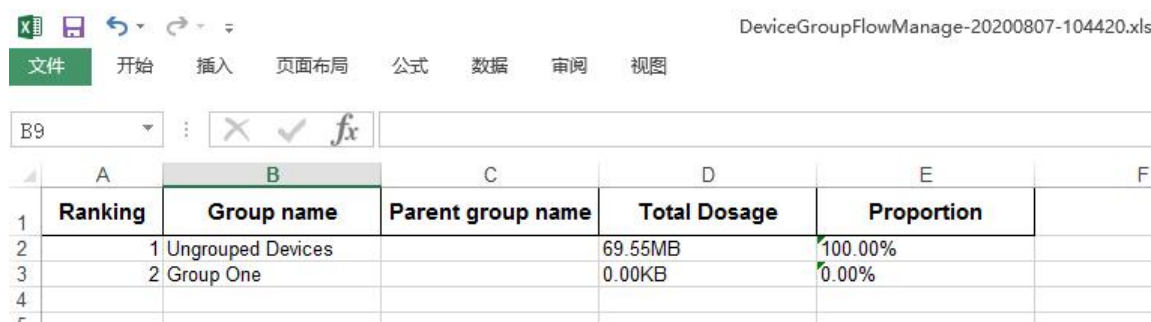 DeviceGroupFlowManage-20200807-104420.xls
文件 开始 插入 页面布局 公式 数据 审阅 视图
B9 fx
A B C D E F
1 Ranking Group name Parent group name Total Dosage Proportion
2 1 Ungrouped Devices 69.55MB 100.00%
3 2 Group One 0.00KB 0.00%
4